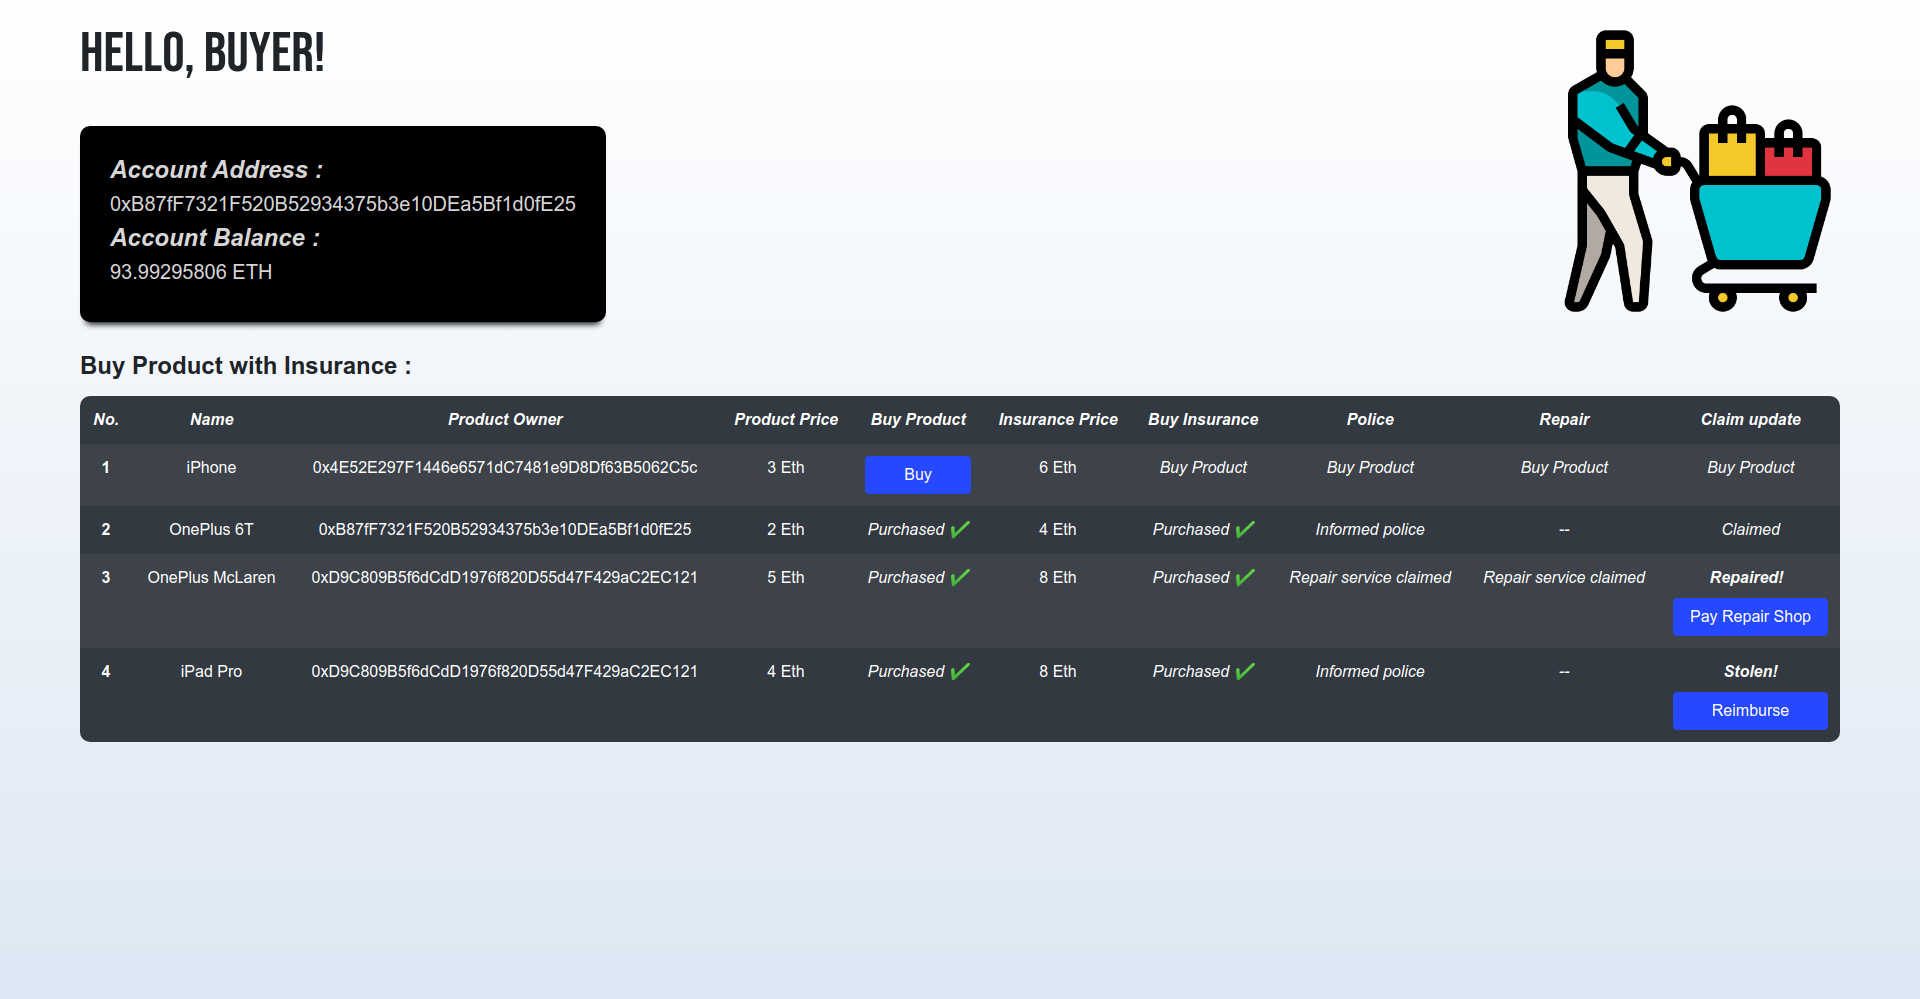 HELLO, BUYER!
Account Address :
0xB87fF7321F520B52934375b3e10DEa5Bf1d0fE25
Account Balance :
93.99295806 ETH
Buy Product with Insurance :
No. Name Product Owner Product Price Buy Product Insurance Price Buy Insurance Police Repair Claim update
1 iPhone 0x4E52E297F1446e6571dC7481e9D8Df63B5062C5c 3 Eth Buy 6 Eth Buy Product Buy Product Buy Product Buy Product
2 OnePlus 6T 0xB87fF7321F520B52934375b3e10DEa5Bf1d0fE25 2 Eth Purchased ✔ 4 Eth Purchased ✔ Informed police -- Claimed
3 OnePlus McLaren 0xD9C809B5f6dCdD1976f820D55d47F429aC2EC121 5 Eth Purchased ✔ 8 Eth Purchased ✔ Repair service claimed Repair service claimed Repaired!
Pay Repair Shop
4 iPad Pro 0xD9C809B5f6dCdD1976f820D55d47F429aC2EC121 4 Eth Purchased ✔ 8 Eth Purchased ✔ Informed police -- Stolen!
Reimburse